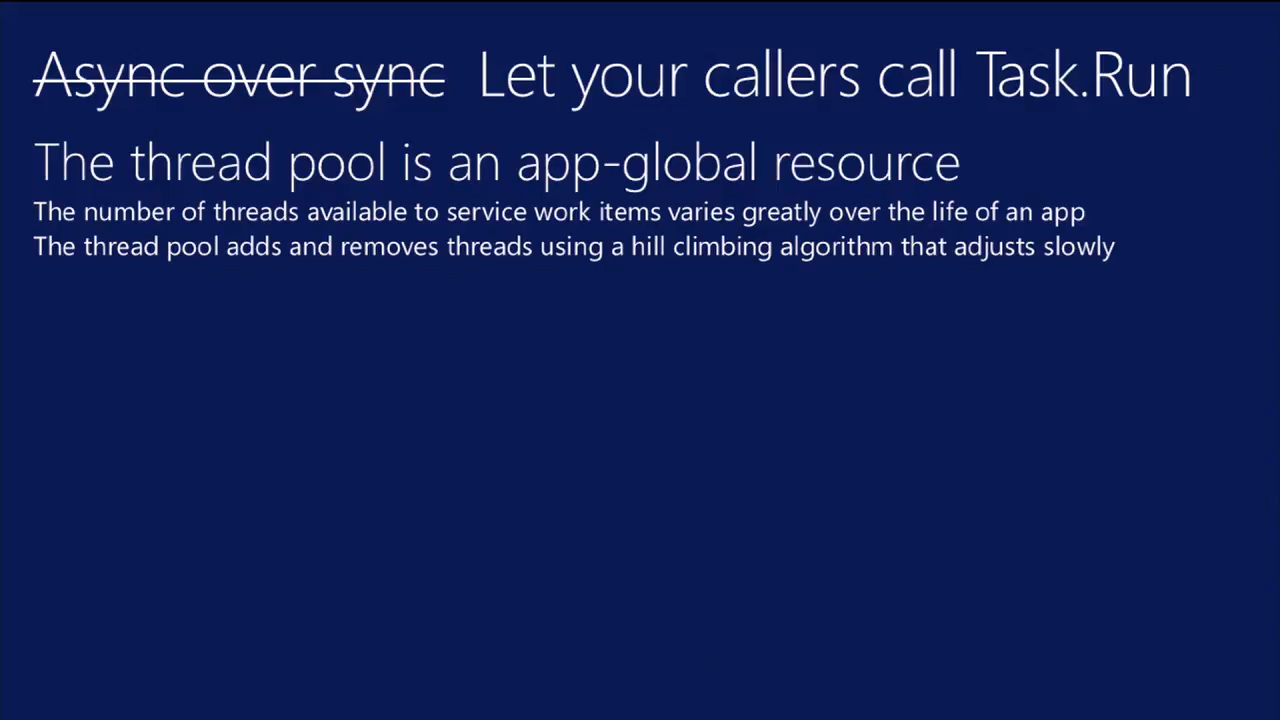 Async over sync Let your callers call Task.Run
The thread pool is an app-global resource
The number of threads available to service work items varies greatly over the life of an app
The thread pool adds and removes threads using a hill climbing algorithm that adjusts slowly